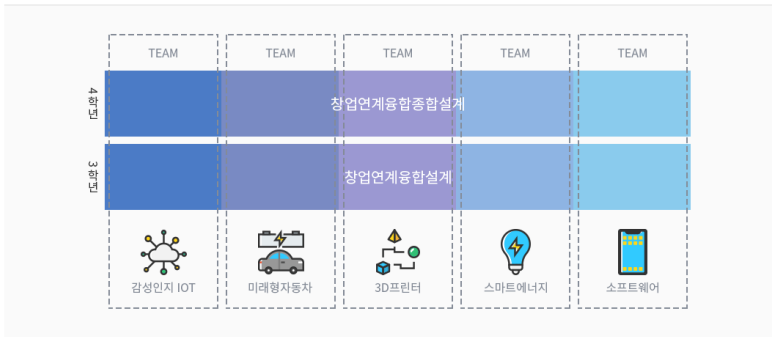 TEAM TEAM TEAM TEAM TEAM
4학년
창업연계융합종합설계
3학년
창업연계융합설계
감성인지 IOT 미래형자동차 3D프린터 스마트에너지 소프트웨어